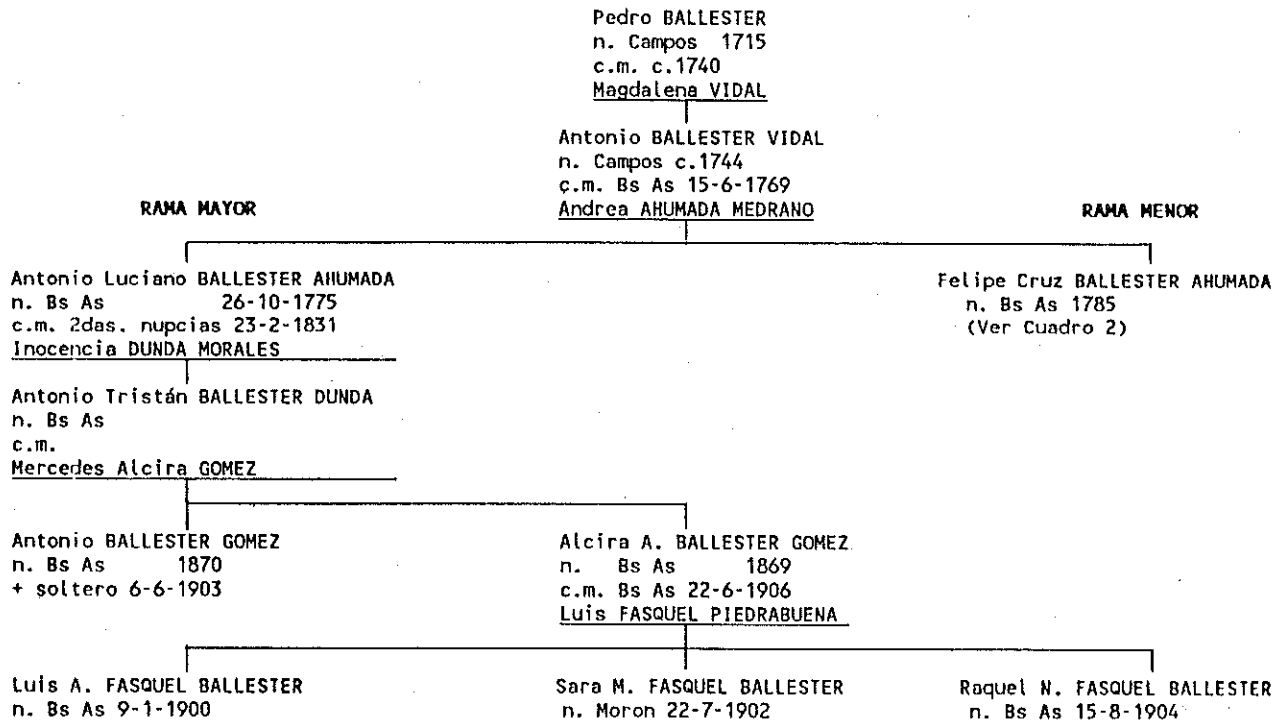 Pedro BALLESTER
n. Campos 1715
c.m. c.1740
Magdalena VIDAL
Antonio BALLESTER VIDAL
n. Campos c.1744
c.m. Bs As 15-6-1769
Andrea AHUMADA MEDRANO
RAMA MAYOR
RAMA MENOR
Antonio Luciano BALLESTER AHUMADA
n. Bs As 26-10-1775
c.m. 2das. nupcias 23-2-1831
Inocencia DUNDA MORALES
Felipe Cruz BALLESTER AHUMADA
n. Bs As 1785
(Ver Cuadro 2)
Antonio Tristán BALLESTER DUNDA
n. Bs As
c.m.
Mercedes Alcira GOMEZ
Antonio BALLESTER GOMEZ
n. Bs As 1870
+ soltero 6-6-1903
Alcira A. BALLESTER GOMEZ
n. Bs As 1869
c.m. Bs As 22-6-1906
Luis FASQUEL PIEDRABUENA
Luis A. FASQUEL BALLESTER
n. Bs As 9-1-1900
Sara M. FASQUEL BALLESTER
n. Moron 22-7-1902
Raquel N. FASQUEL BALLESTER
n. Bs As 15-8-1904